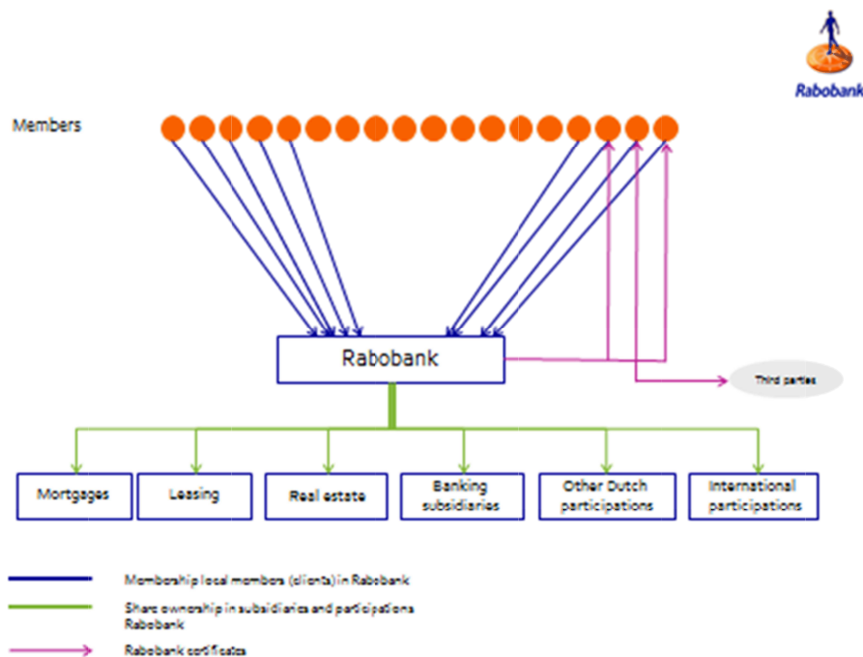 Rabobank
Members
Rabobank
Third parties
Mortgages
Leasing
Real estate
Banking
subsidiaries
Other Dutch
participations
International
participations
Membership local members (clients) in Rabobank
Share ownership in subsidiaries and participations
Rabobank
Rabobank certificates